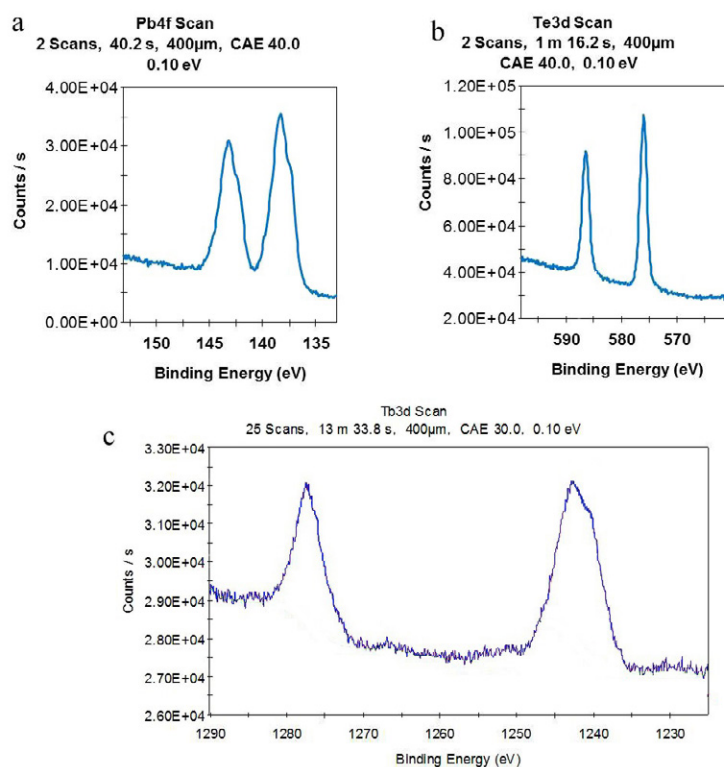 a
Pb4f Scan
2 Scans, 40.2 s, 400µm, CAE 40.0
0.10 eV
4.00E+04
3.00E+04
2.00E+04
1.00E+04
0.00E+00
Counts / s
150 145 140 135
Binding Energy (eV)
b
Te3d Scan
2 Scans, 1 m 16.2 s, 400µm
CAE 40.0, 0.10 eV
1.20E+05
1.00E+05
8.00E+04
6.00E+04
4.00E+04
2.00E+04
Counts / s
590 580 570
Binding Energy (eV)
c
Tb3d Scan
25 Scans, 13 m 33.8 s, 400µm, CAE 30.0, 0.10 eV
3.30E+04
3.20E+04
3.10E+04
3.00E+04
2.90E+04
2.80E+04
2.70E+04
2.60E+04
Counts / s
1290 1280 1270 1260 1250 1240 1230
Binding Energy (eV)